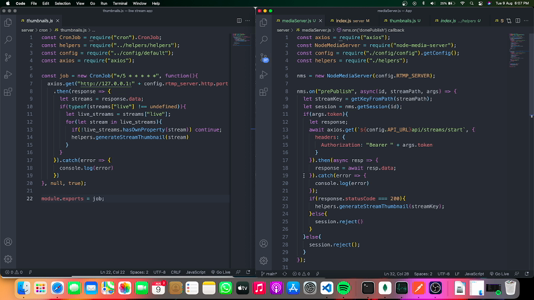 Code File Edit Selection View Go Run Terminal Window Help
Tue 9 Aug 8:07 PM
thumbnails.js — live-stream-app
mediaServer.js — server
thumbnails.js
server > cron > thumbnails.js > ...
1 const CronJob = require("cron").CronJob
2 const helpers = require("../helpers/helpers");
3 const config = require("../config/default");
4 const axios = require("axios");
5
6 const job = new CronJob("*/5 * * * * *", function(){
7 axios.get("http://127.0.0.1:" + config.rtmp_server.http.port
8 .then(response => {
9 let streams = response.data;
10 if(typeof(streams["live"] !== undefined)){
11 let live_streams = streams["live"];
12 for(let stream in live_streams){
13 if(!live_streams.hasOwnProperty(stream)) continue;
14 helpers.generateStreamThumbnail(stream)
15 }
16 }
17 }).catch(error => {
18 console.log(error)
19 })
20 }, null, true);
21
22 module.exports = job;
mediaServer.js
index.js
thumbnails.js
index.js ../helpers
server > mediaServer.js > nms.on("donePublish") callback
1 const axios = require("axios");
2 const NodeMediaServer = require("node-media-server");
3 const config = require("./config/config").getConfig();
4 const helpers = require("./helpers")
5
6 nms = new NodeMediaServer(config.RTMP_SERVER);
7
8 nms.on("prePublish", async(id, streamPath, args) => {
9 let streamKey = getKeyFromPath(streamPath);
10 let session = nms.getSession(id);
11 if(args.token){
12 let response;
13 await axios.get(`${config.API_URL}api/streams/start`, {
14 headers: {
15 Authorization: "Bearer " + args.token
16 }
17 }).then(async resp => {
18 response = await resp.data;
19 }).catch(error => {
20 console.log(error)
21 });
22 if(response.statusCode === 200){
23 helpers.generateStreamThumbnail(streamKey);
24 }else{
25 session.reject()
26 }
27 }else{
28 session.reject();
29 }
30 });
Ln 22, Col 22 Spaces: 2 UTF-8 CRLF JavaScript Go Live
main
Ln 32, Col 28 Spaces: 4 UTF-8 LF JavaScript Go Live